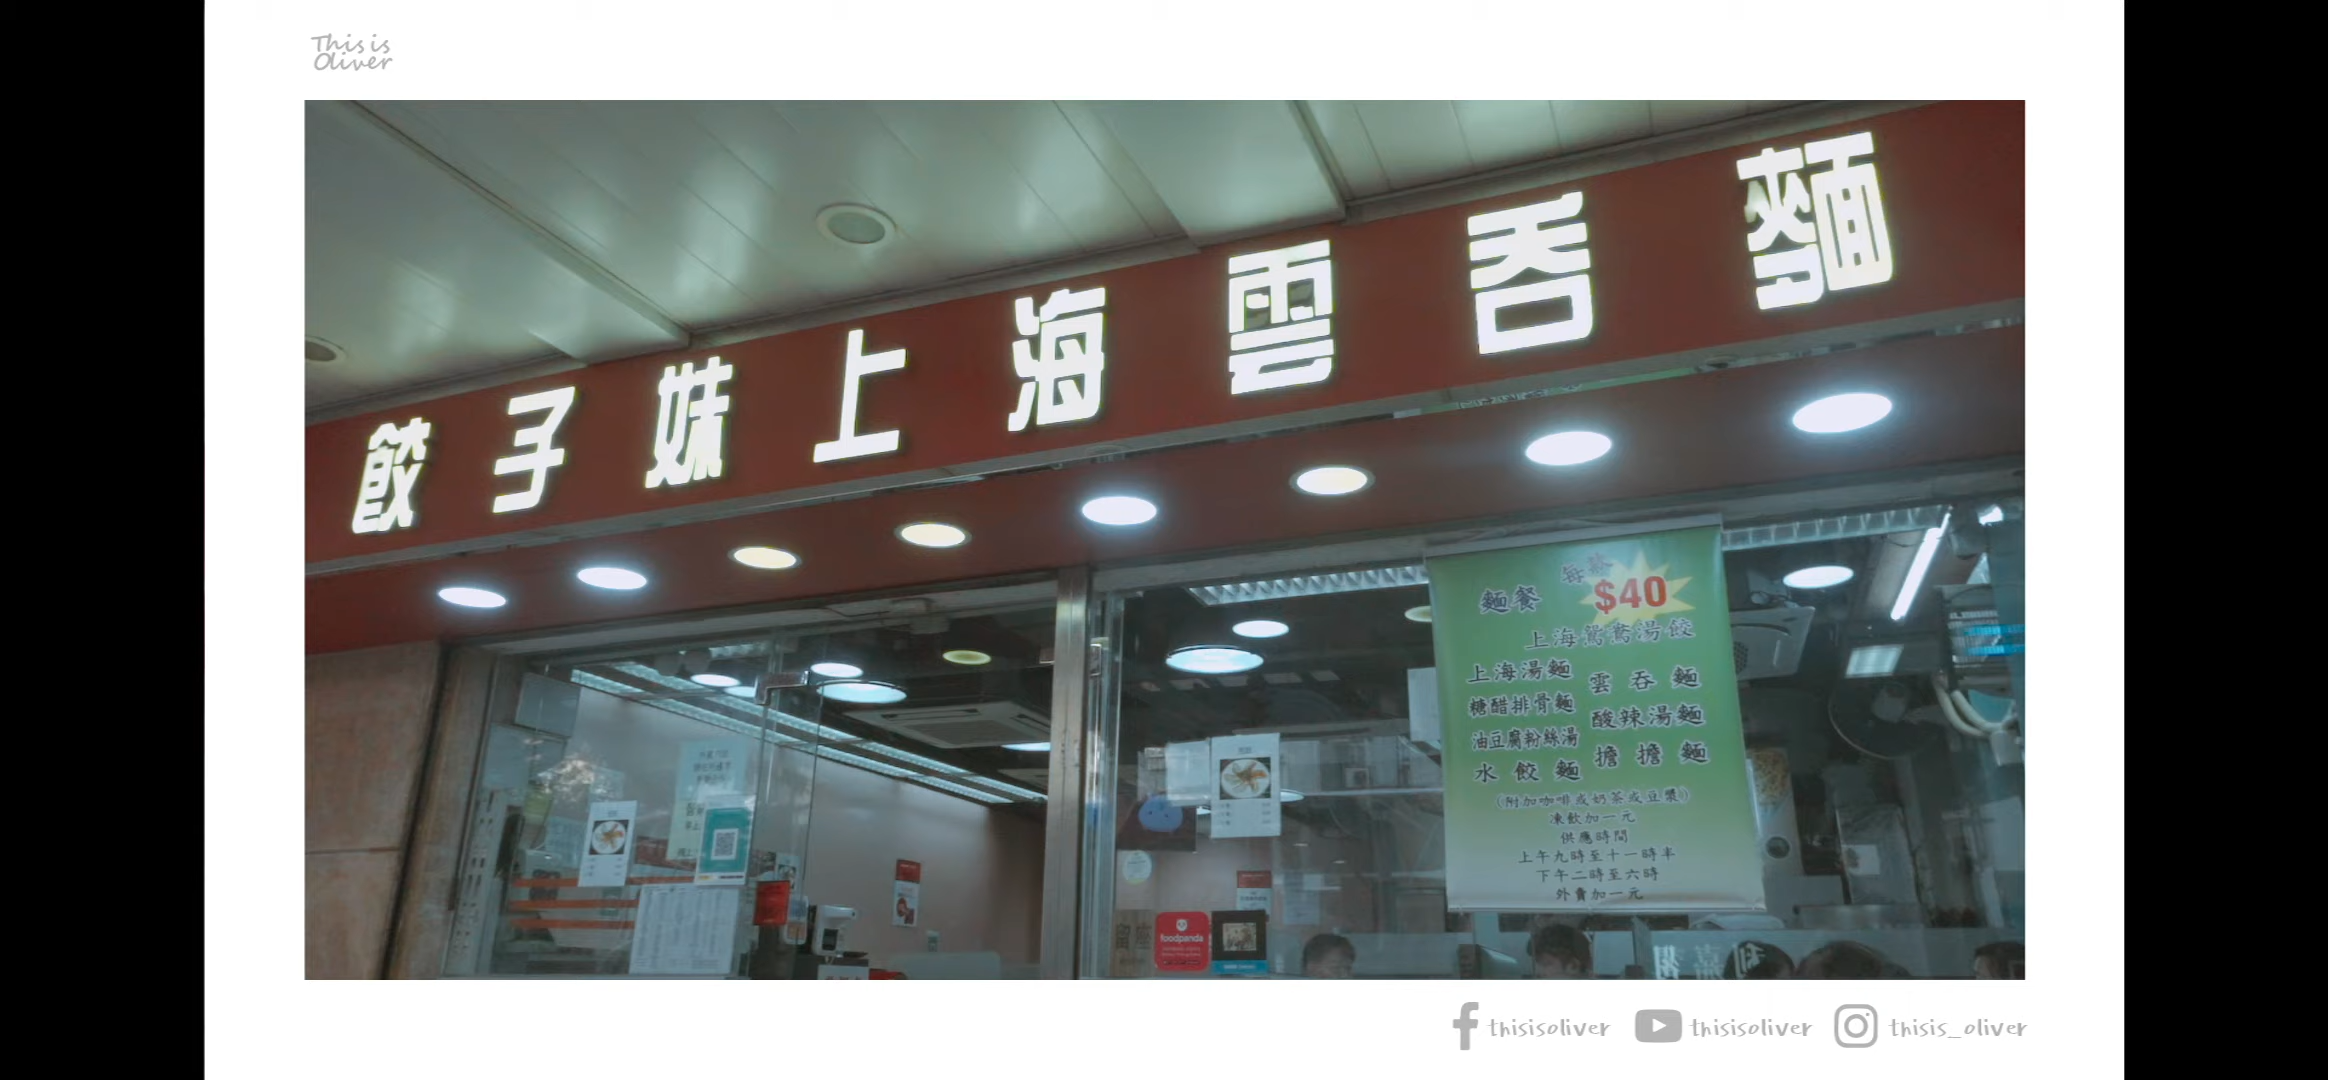 This is
Oliver
餃子妹上海雲吞麵
每款
麵餐 $40
上海鴛鴦湯餃
上海湯麵 雲吞麵
糖醋排骨麵 酸辣湯麵
油豆腐粉絲湯 擔擔麵
水餃麵
(附加咖啡或奶茶或豆漿)
凍飲加一元
供應時間
上午九時至十一時半
下午二時至六時
外賣加一元
foodpanda
留座
thisisoliver thisisoliver thisis_oliver